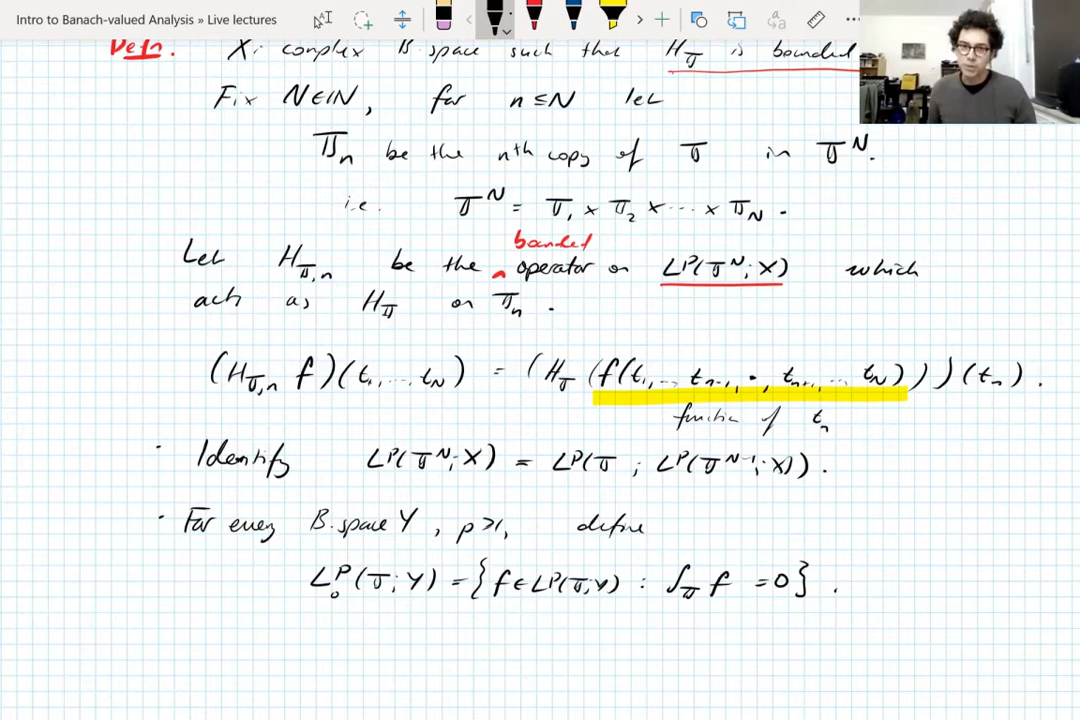 Intro to Banach-valued Analysis » Live lectures
Defn. X: complex B space such that H_𝕋 is bounded
Fix N∈ℕ, for n≤N let
𝕋_n be the nth copy of 𝕋 in 𝕋^N.
i.e. 𝕋^N = 𝕋_1 × 𝕋_2 × ... × 𝕋_N.
bounded
Let H_{𝕋,n} be the ^ operator on L^p(𝕋^N; X) which
acts as H_𝕋 on 𝕋_n.
(H_{𝕋,n} f)(t_1, ... t_N) = (H_𝕋 (f(t_1, .., t_{n-1}, ·, t_{n+1}, ... t_N)))(t_n).
function of t_n
· Identify L^p(𝕋^N; X) = L^p(𝕋; L^p(𝕋^{N-1}; X)).
· For every B. space Y, p>1, define
L^p_0(𝕋; Y) = {f∈L^p(𝕋; Y) : ∫_𝕋 f = 0}.